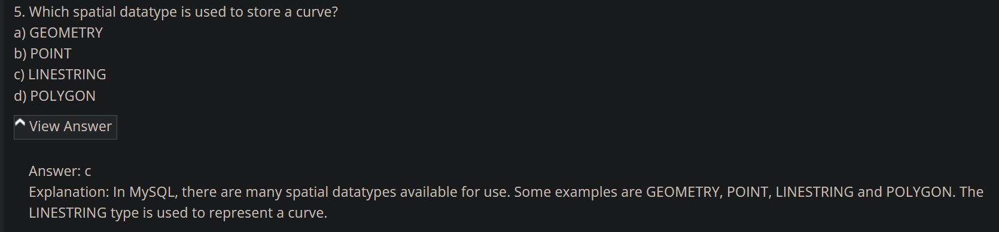 5. Which spatial datatype is used to store a curve?
a) GEOMETRY
b) POINT
c) LINESTRING
d) POLYGON
View Answer
Answer: c
Explanation: In MySQL, there are many spatial datatypes available for use. Some examples are GEOMETRY, POINT, LINESTRING and POLYGON. The
LINESTRING type is used to represent a curve.